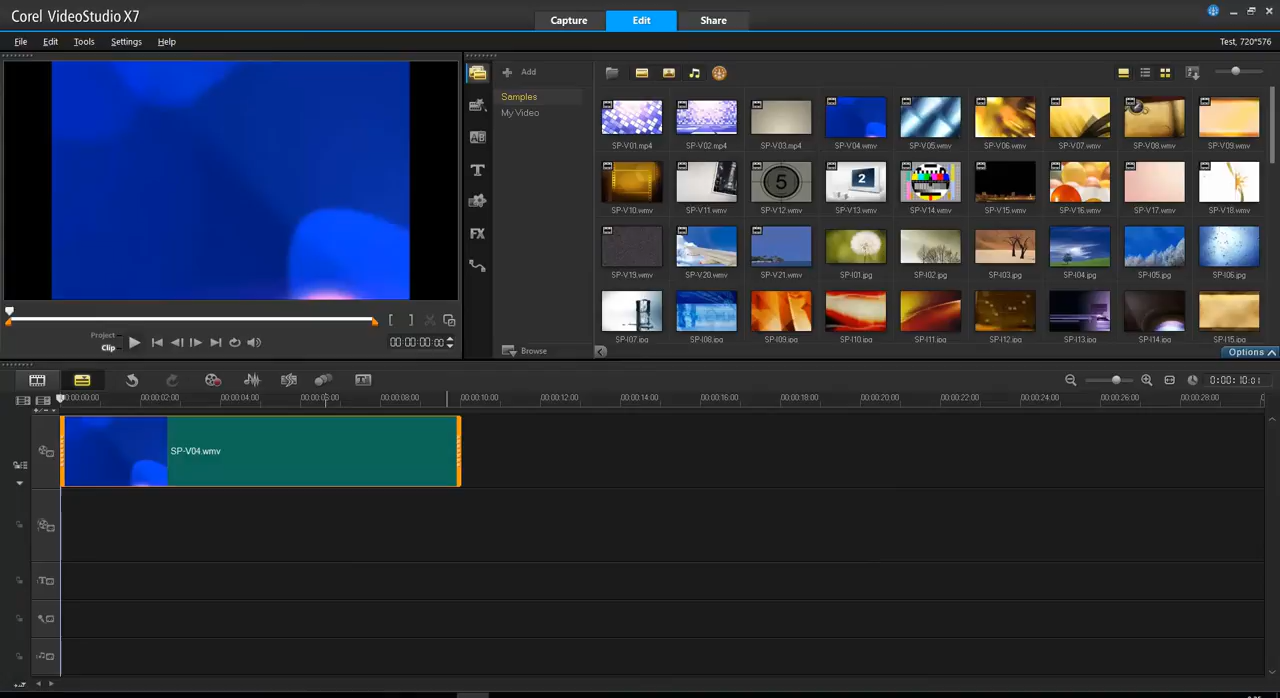 Corel VideoStudio X7
Capture Edit Share
File Edit Tools Settings Help
Test, 720*576
Add
Samples
My Video
SP-V01.mp4 SP-V02.mp4 SP-V03.mp4 SP-V04.wmv SP-V05.wmv SP-V06.wmv SP-V07.wmv SP-V08.wmv SP-V09.wmv
5 2
SP-V10.wmv SP-V11.wmv SP-V12.wmv SP-V13.wmv SP-V14.wmv SP-V15.wmv SP-V16.wmv SP-V17.wmv SP-V18.wmv
T
FX
SP-V19.wmv SP-V20.wmv SP-V21.wmv SP-I01.jpg SP-I02.jpg SP-I03.jpg SP-I04.jpg SP-I05.jpg SP-I06.jpg
SP-I07.jpg SP-I08.jpg SP-I09.jpg SP-I10.jpg SP-I11.jpg SP-I12.jpg SP-I13.jpg SP-I14.jpg SP-I15.jpg
Project
Clip
[ ]
00:00:00:00
Browse
Options
0:00:10:01
00:00:02:00 00:00:04:00 00:00:08:00 00:00:10:00 00:00:12:00 00:00:14:00 00:00:16:00 00:00:18:00 00:00:20:00 00:00:22:00 00:00:24:00 00:00:26:00 00:00:28:00
SP-V04.wmv